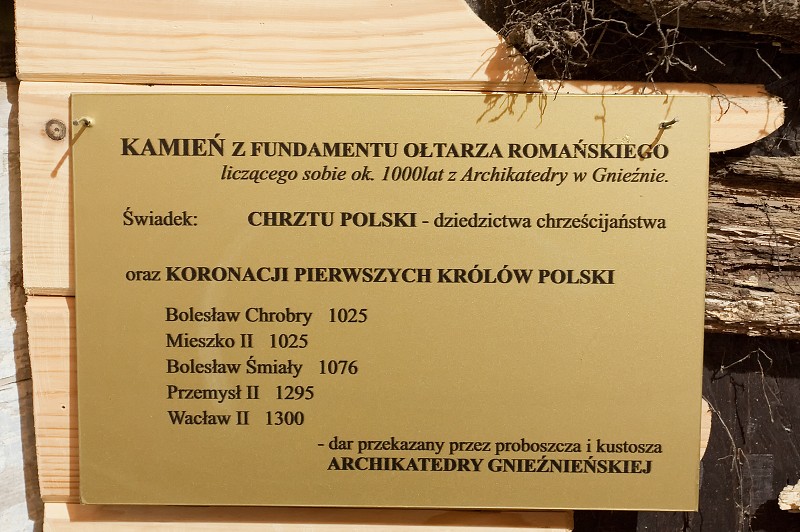 KAMIEŃ Z FUNDAMENTU OŁTARZA ROMAŃSKIEGO
liczącego sobie ok. 1000lat z Archikatedry w Gnieźnie.
Świadek: CHRZTU POLSKI - dziedzictwa chrześcijaństwa
oraz KORONACJI PIERWSZYCH KRÓLÓW POLSKI
Bolesław Chrobry 1025
Mieszko II 1025
Bolesław Śmiały 1076
Przemysł II 1295
Wacław II 1300
- dar przekazany przez proboszcza i kustosza
ARCHIKATEDRY GNIEŹNIEŃSKIEJ